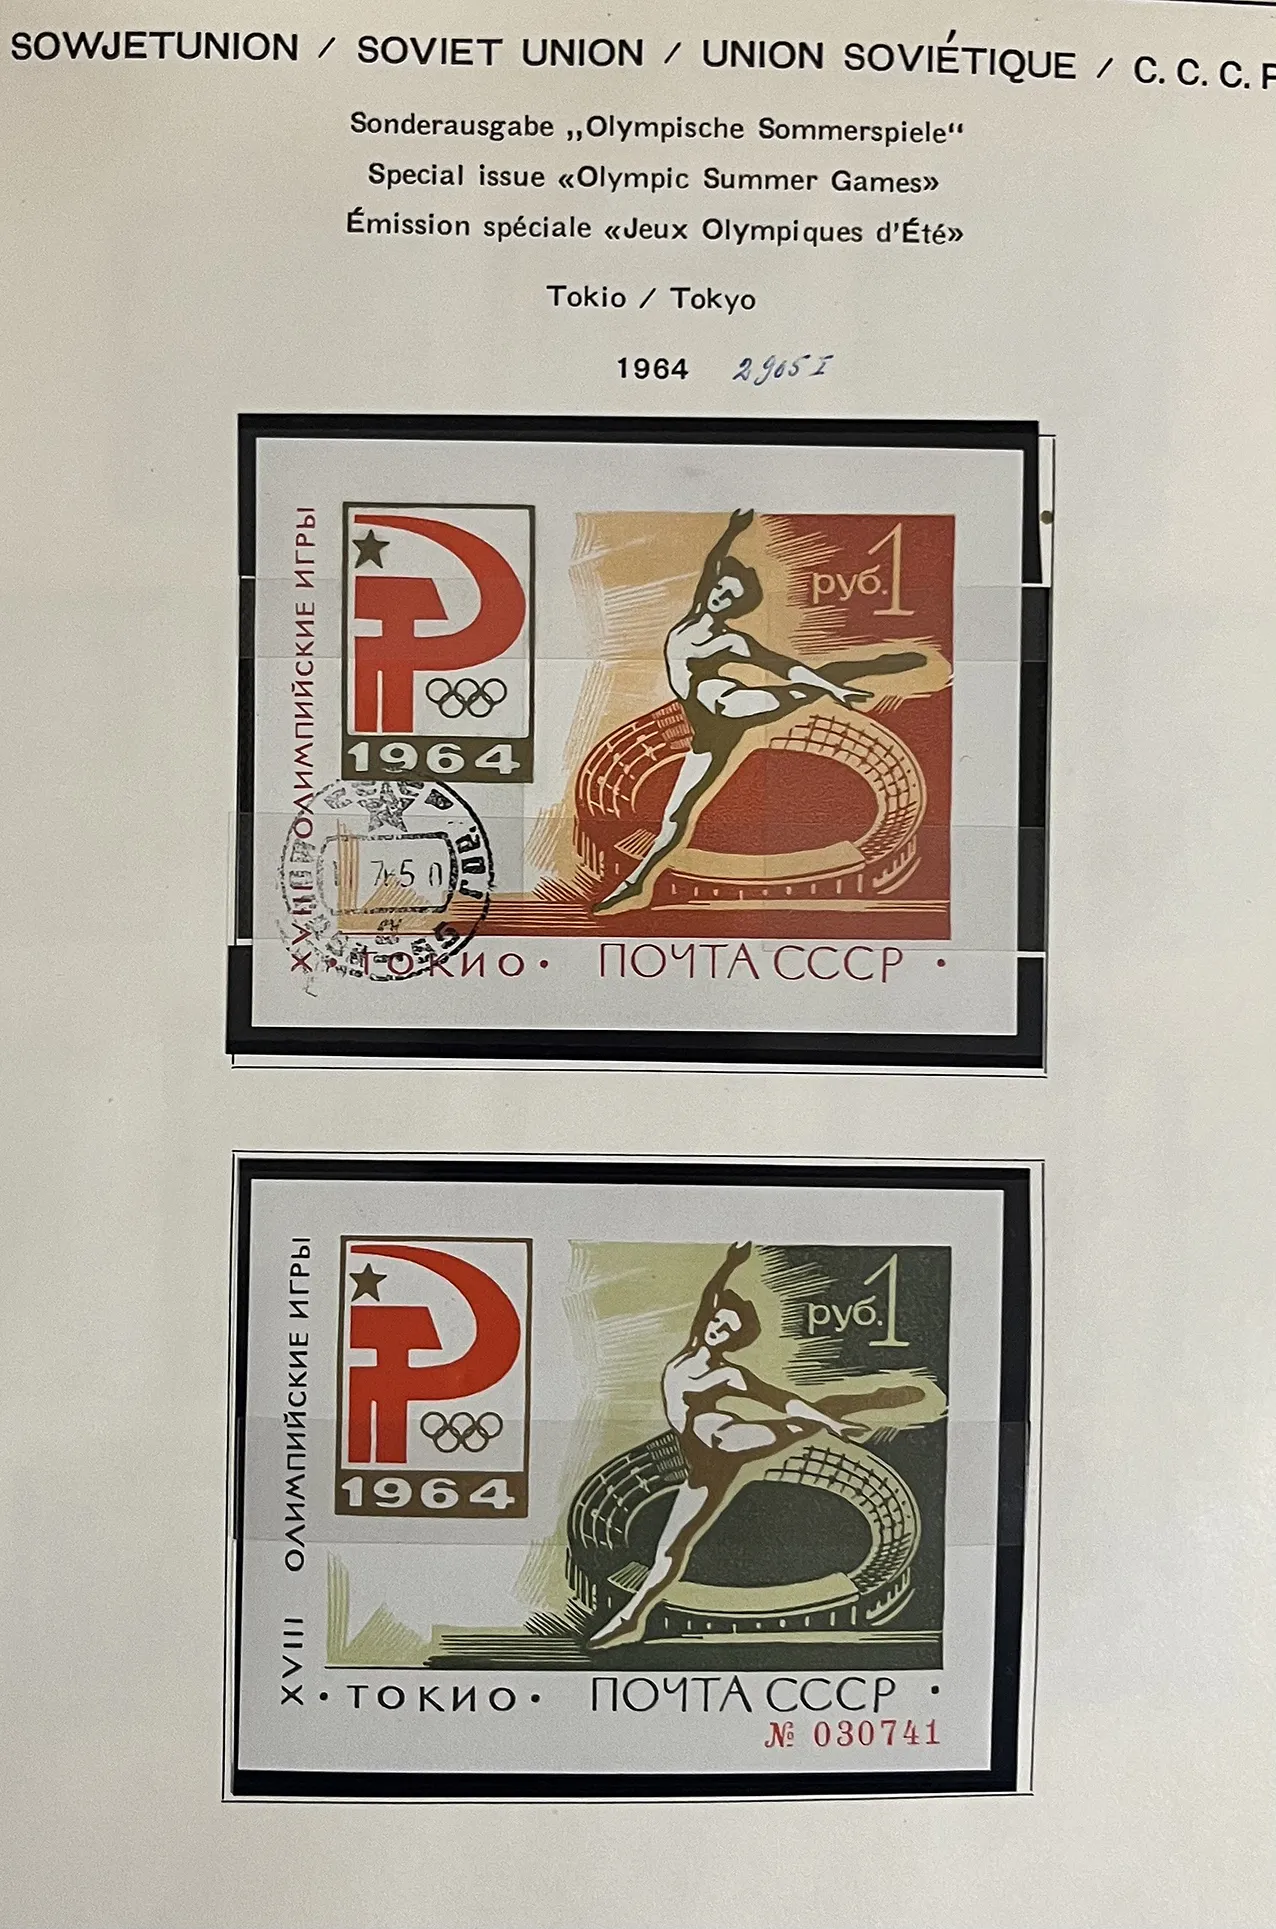 SOWJETUNION / SOVIET UNION / UNION SOVIÉTIQUE / C. C. C. P
Sonderausgabe „Olympische Sommerspiele“
Special issue «Olympic Summer Games»
Émission spéciale «Jeux Olympiques d'Été»
Tokio / Tokyo
1964 2905 I
XVIII ОЛИМПИЙСКИЕ ИГРЫ
1964
руб. 1
• ТОКИО • ПОЧТА СССР •
XVIII ОЛИМПИЙСКИЕ ИГРЫ
1964
руб. 1
• ТОКИО • ПОЧТА СССР •
№ 030741